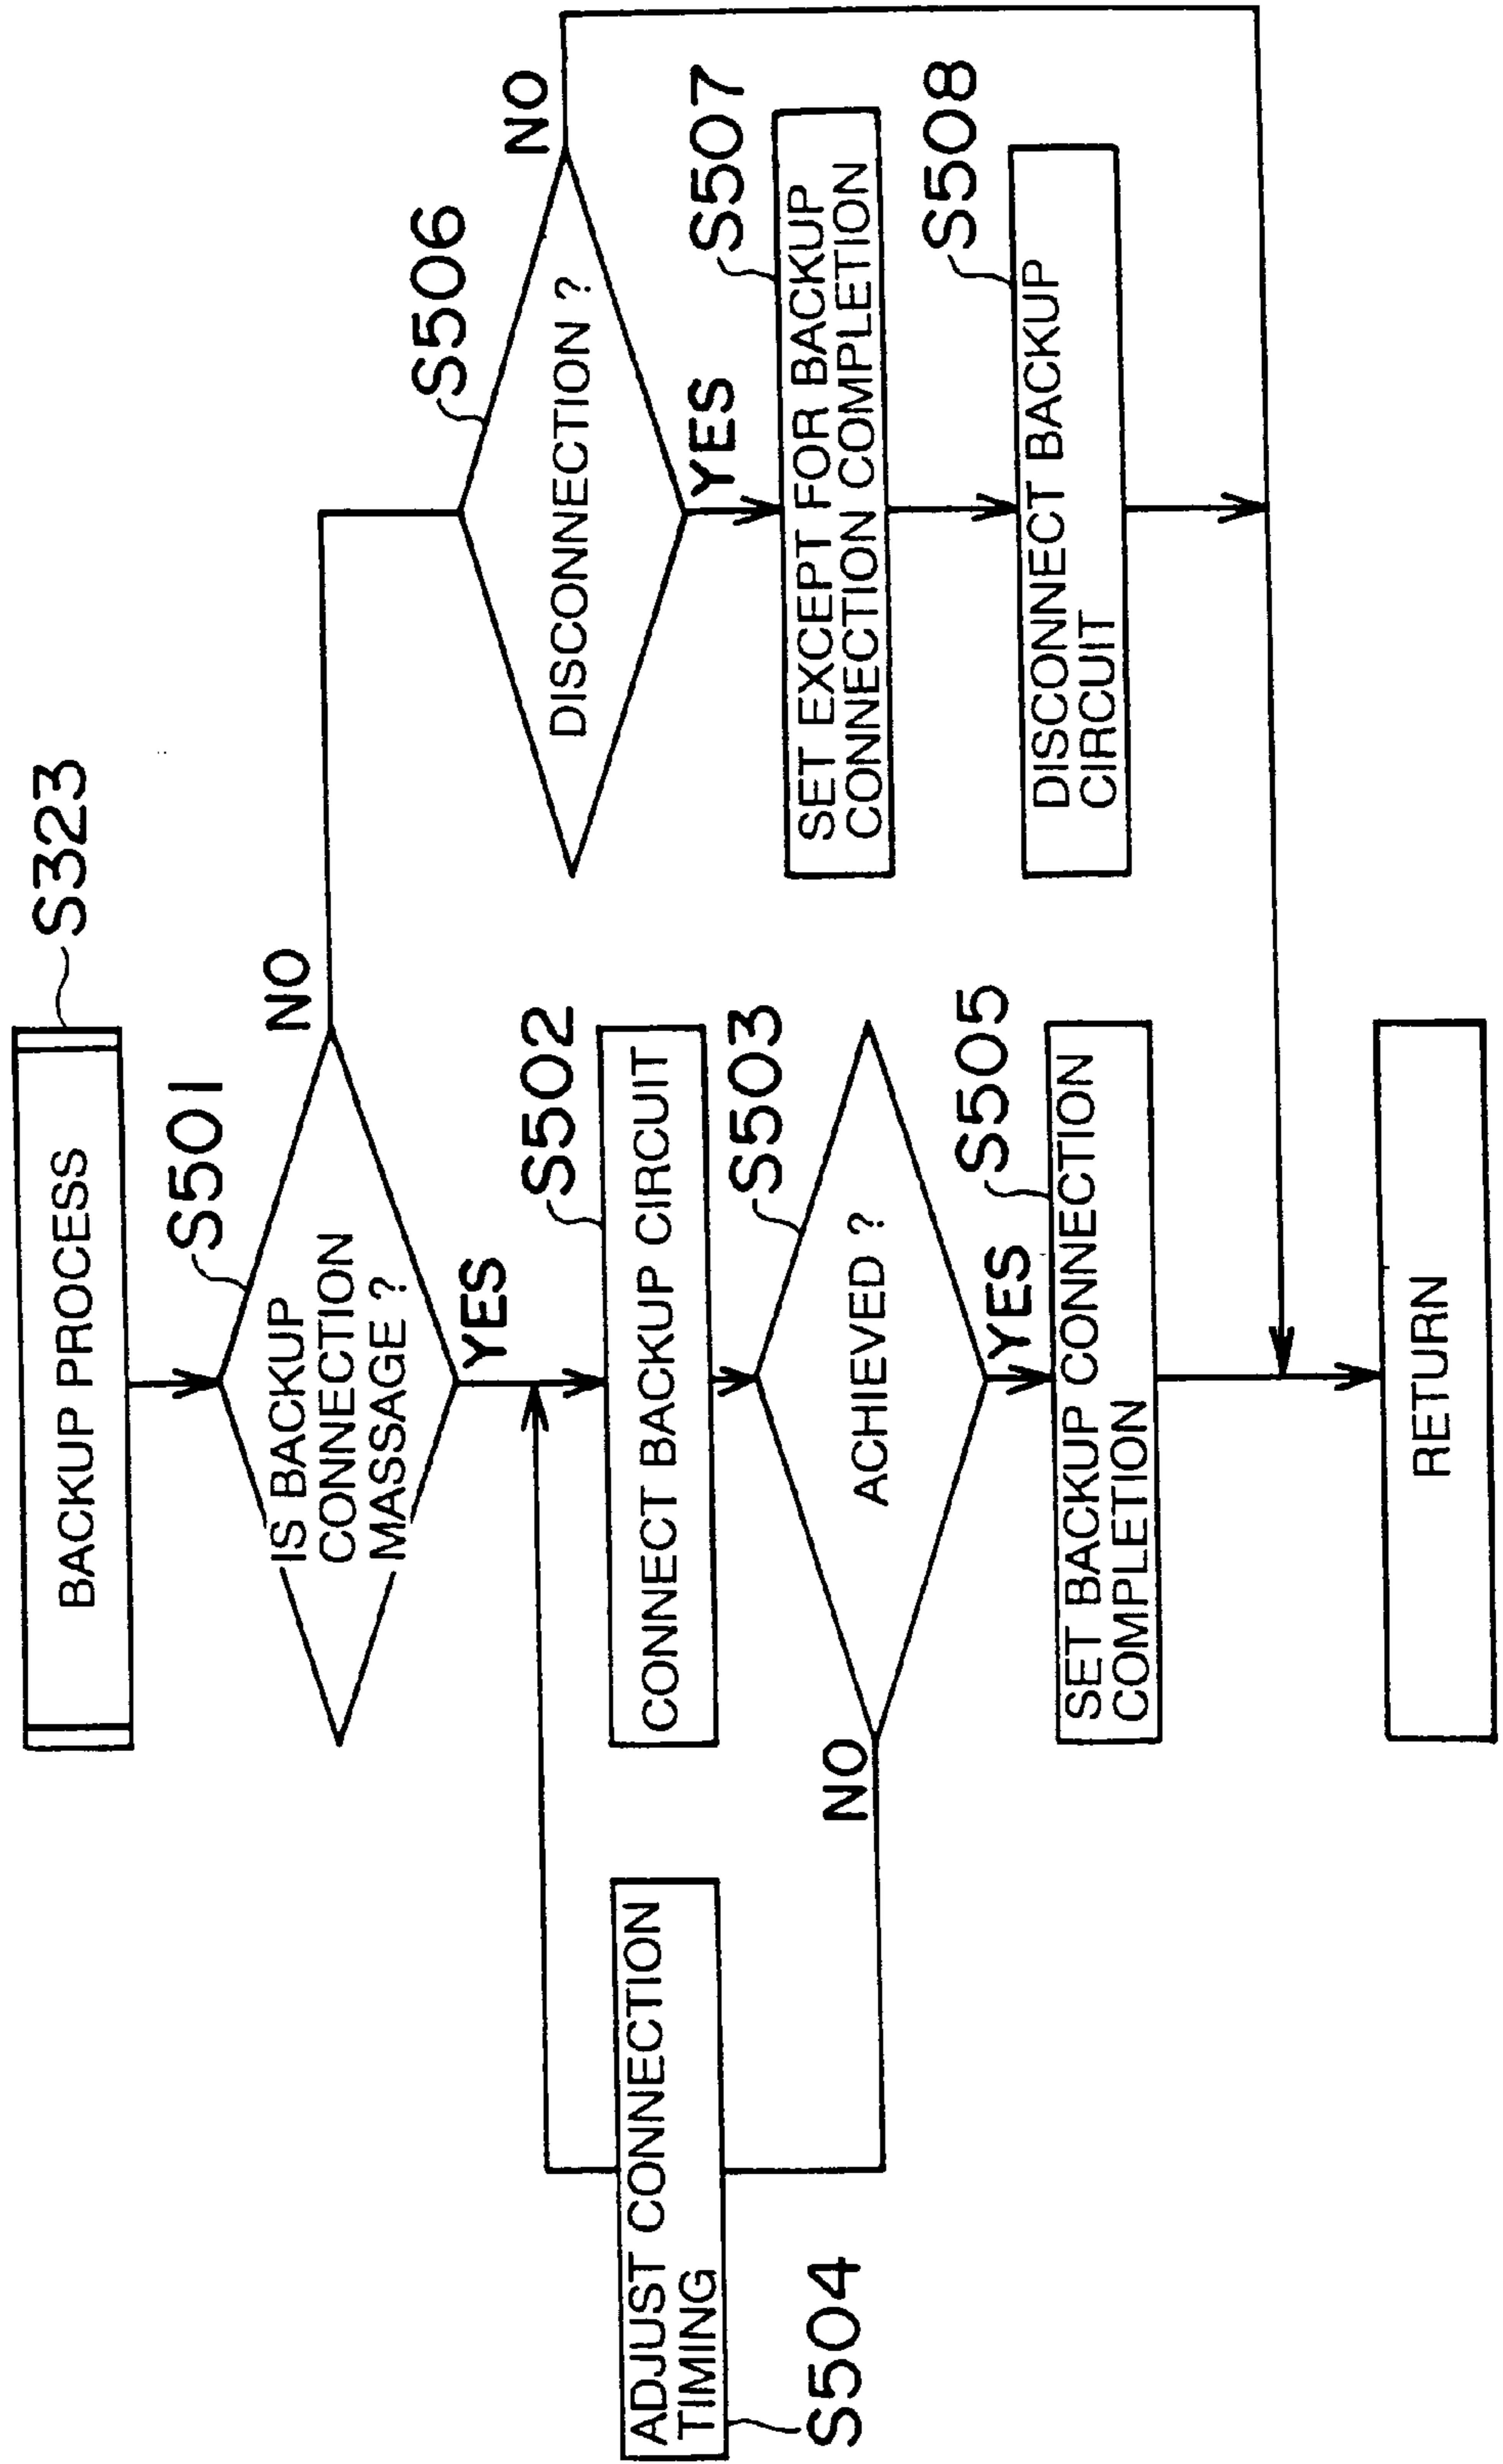 BACKUP PROCESS
S323
S501
IS BACKUP
CONNECTION
MASSAGE ?
NO
YES
S502
CONNECT BACKUP CIRCUIT
S503
ACHIEVED ?
NO
YES
ADJUST CONNECTION
TIMING
S504
S505
SET BACKUP CONNECTION
COMPLETION
RETURN
S506
DISCONNECTION ?
NO
YES
S507
SET EXCEPT FOR BACKUP
CONNECTION COMPLETION
S508
DISCONNECT BACKUP
CIRCUIT